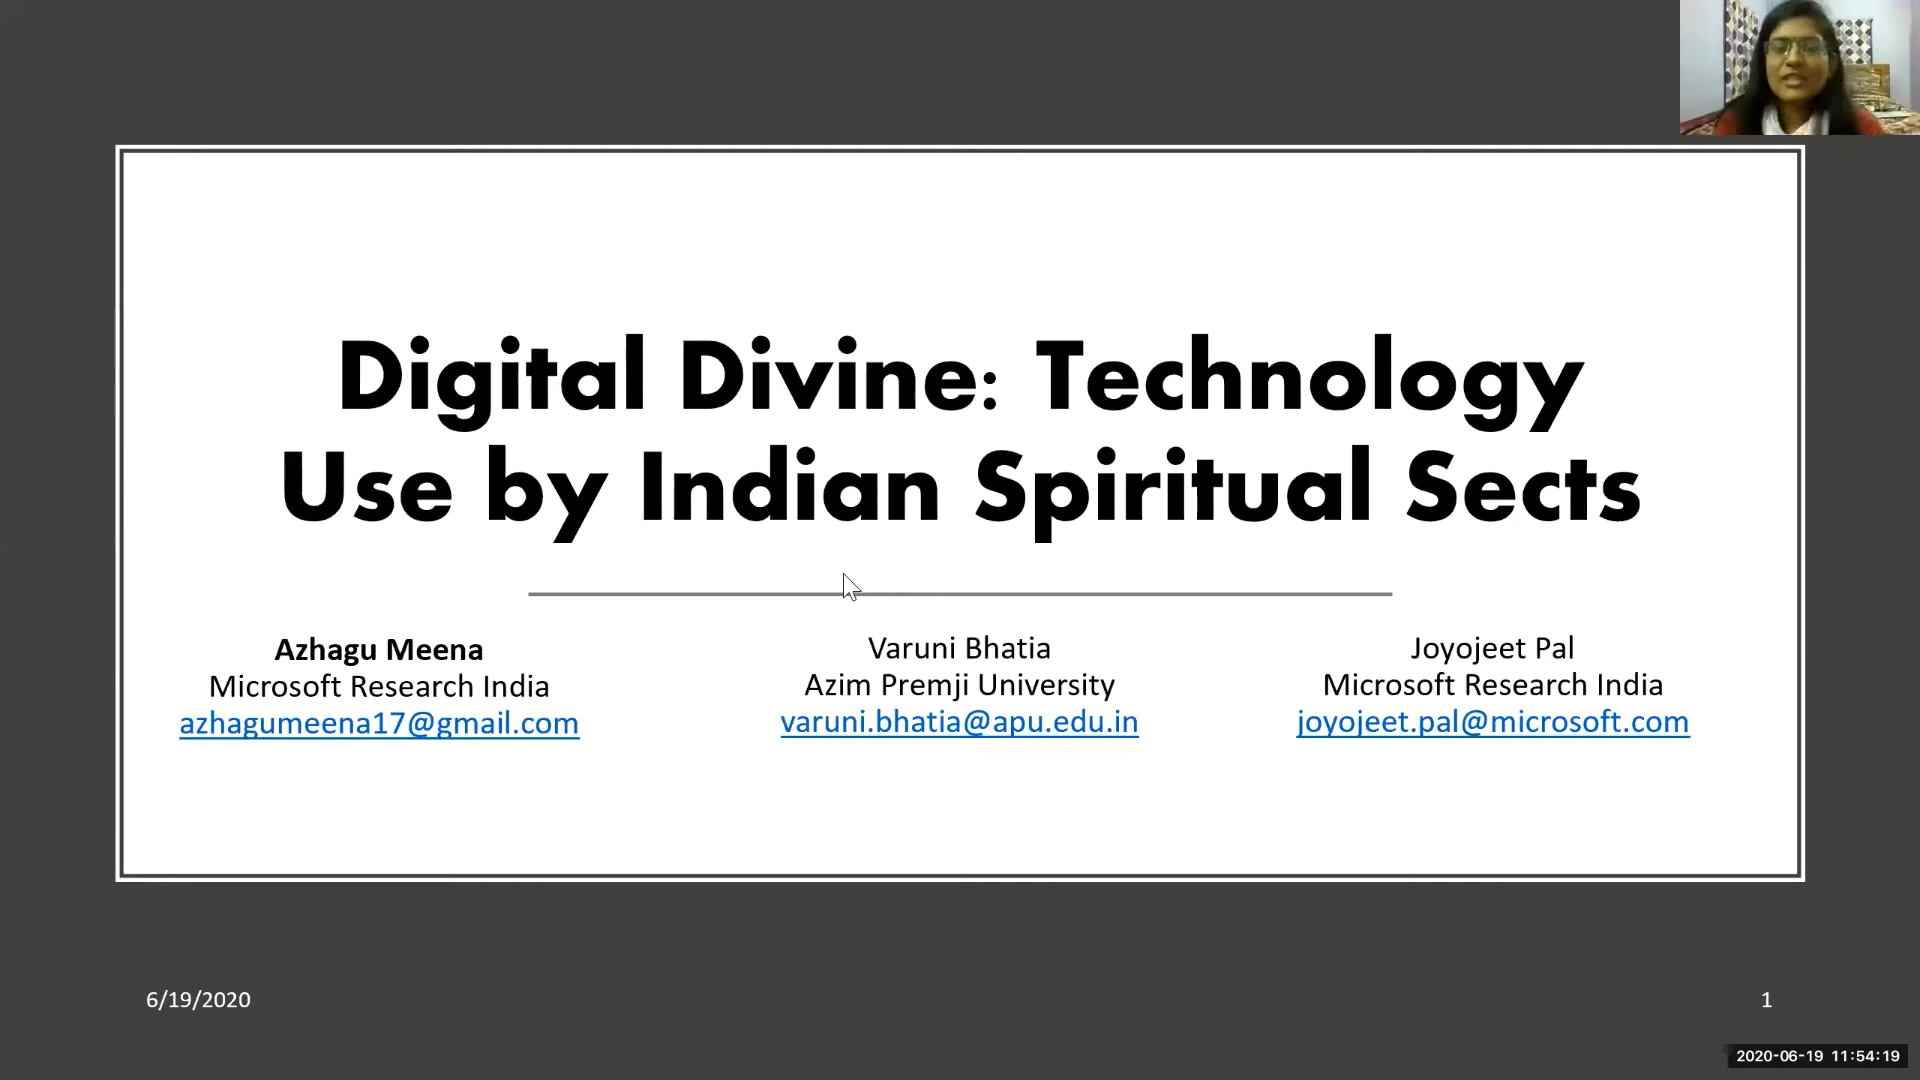 Digital Divine: Technology
Use by Indian Spiritual Sects
Azhagu Meena
Microsoft Research India
azhagumeena17@gmail.com
Varuni Bhatia
Azim Premji University
varuni.bhatia@apu.edu.in
Joyojeet Pal
Microsoft Research India
joyojeet.pal@microsoft.com
6/19/2020
1
2020-06-19 11:54:19